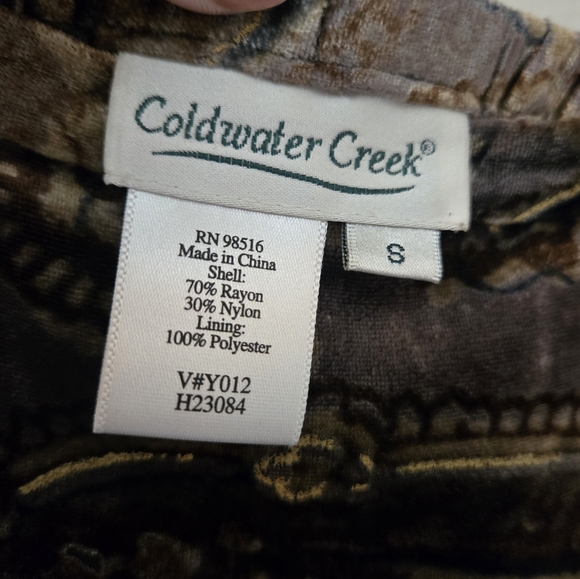 Coldwater Creek®
S
RN 98516
Made in China
Shell:
70% Rayon
30% Nylon
Lining:
100% Polyester
V#Y012
H23084